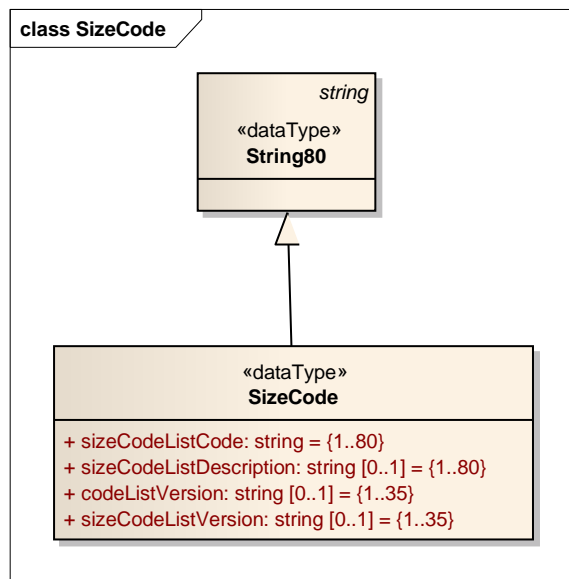 class SizeCode
string
«dataType»
String80
«dataType»
SizeCode
+ sizeCodeListCode: string = {1..80}
+ sizeCodeListDescription: string [0..1] = {1..80}
+ codeListVersion: string [0..1] = {1..35}
+ sizeCodeListVersion: string [0..1] = {1..35}